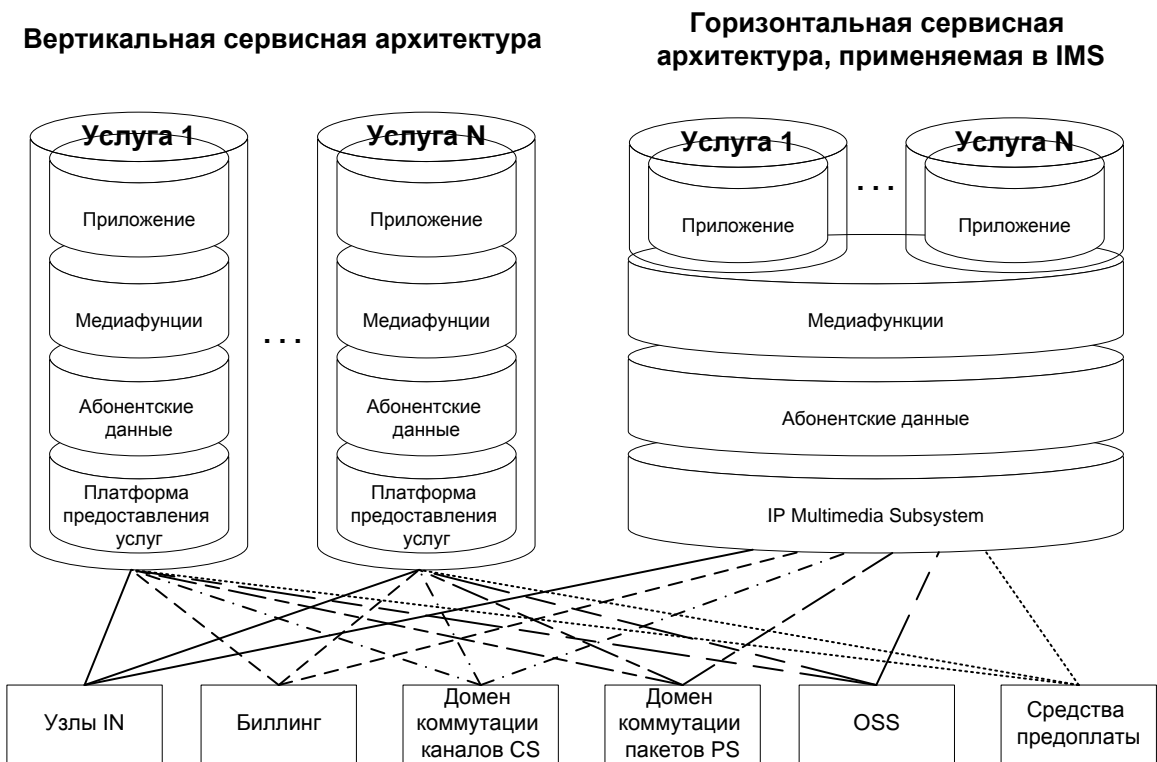 Вертикальная сервисная архитектура
Горизонтальная сервисная
архитектура, применяемая в IMS
Услуга 1
Приложение
Медиафунции
Абонентские
данные
Платформа
предоставления
услуг
. . .
Услуга N
Приложение
Медиафунции
Абонентские
данные
Платформа
предоставления
услуг
Услуга 1
Приложение
. . .
Услуга N
Приложение
Медиафункции
Абонентские данные
IP Multimedia Subsystem
Узлы IN
Биллинг
Домен
коммутации
каналов CS
Домен
коммутации
пакетов PS
OSS
Средства
предоплаты